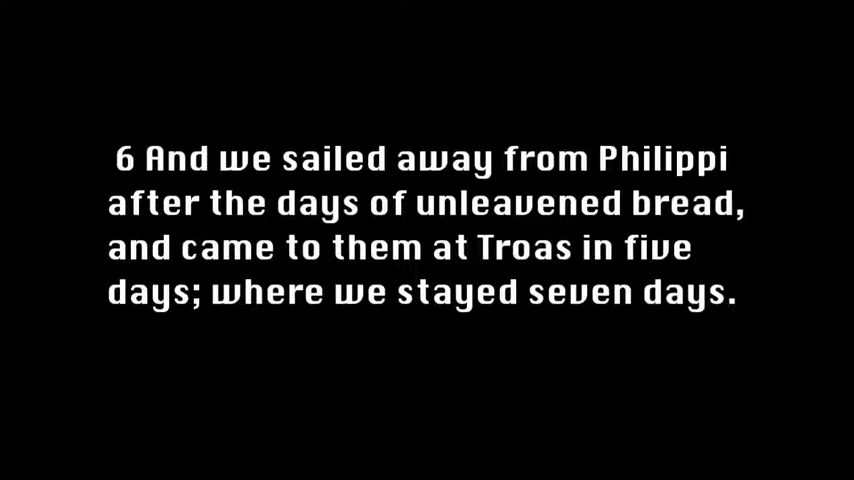 6 And we sailed away from Philippi
after the days of unleavened bread,
and came to them at Troas in five
days; where we stayed seven days.